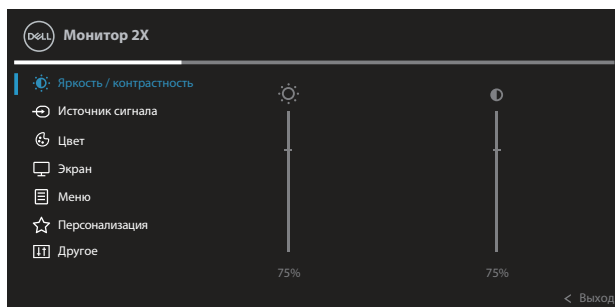 DELL Монитор 2X
Яркость / контрастность
Источник сигнала
Цвет
Экран
Меню
Персонализация
Другое
75% 75%
< Выход